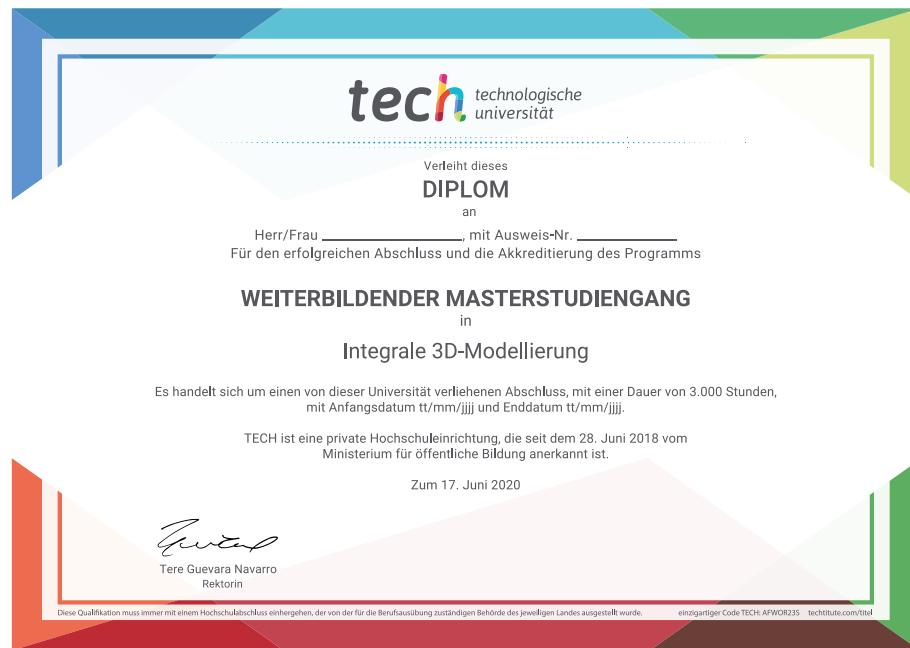 tech technologische
universität
Verleiht dieses
DIPLOM
an
Herr/Frau ____________, mit Ausweis-Nr. ____________
Für den erfolgreichen Abschluss und die Akkreditierung des Programms
WEITERBILDENDER MASTERSTUDIENGANG
in
Integrale 3D-Modellierung
Es handelt sich um einen von dieser Universität verliehenen Abschluss, mit einer Dauer von 3.000 Stunden,
mit Anfangsdatum tt/mm/jjjj und Enddatum tt/mm/jjjj.
TECH ist eine private Hochschuleinrichtung, die seit dem 28. Juni 2018 vom
Ministerium für öffentliche Bildung anerkannt ist.
Zum 17. Juni 2020
Tere Guevara Navarro
Rektorin
Diese Qualifikation muss immer mit einem Hochschulabschluss einhergehen, der von der für die Berufsausübung zuständigen Behörde des jeweiligen Landes ausgestellt wurde. einzigartiger Code TECH: AFWOR23S techtitute.com/titel